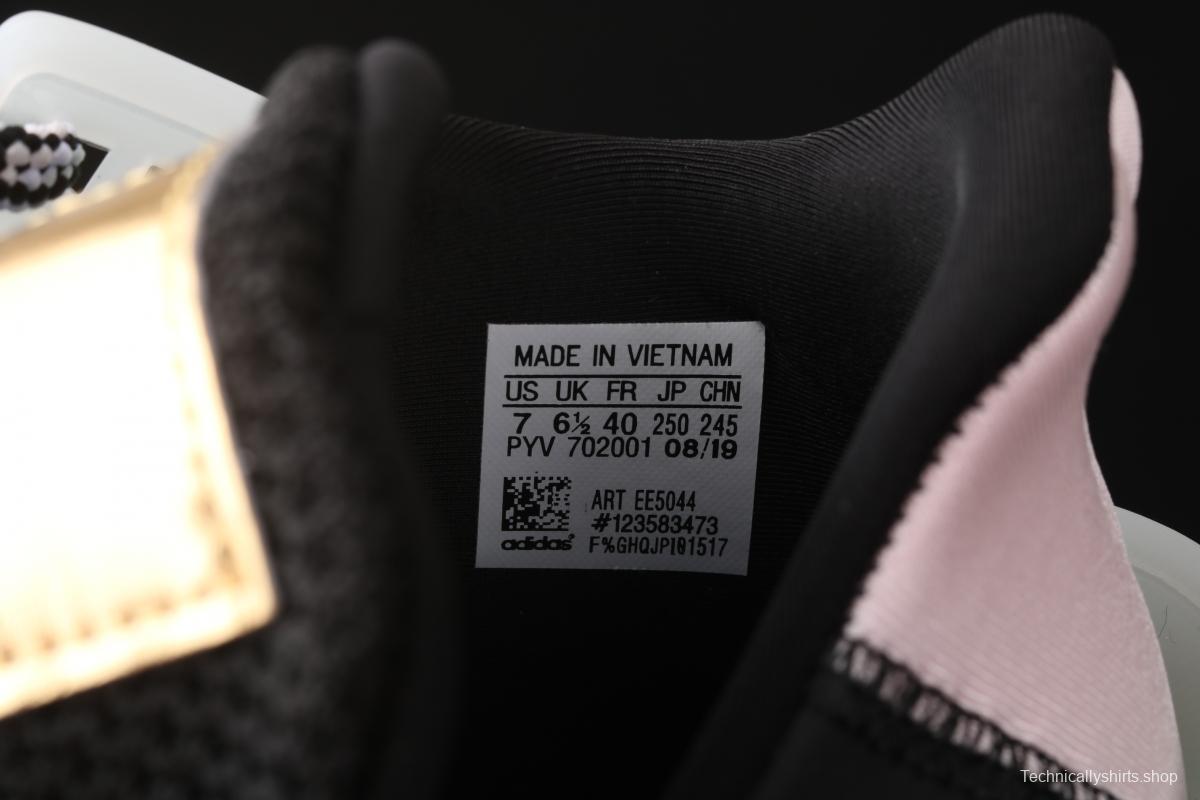 MADE IN VIETNAM
US UK FR JP CHN
7 6½ 40 250 245
PYV 702001 08/19
ART EE5044
#123583473
adidas®
F%GHQJPI01517
Technicallyshirts.shop